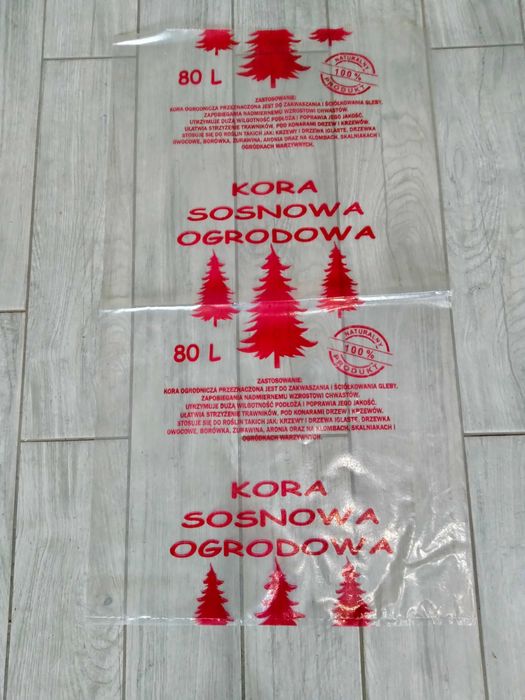 80 L
NATURALNY
100 %
PRODUKT
ZASTOSOWANIE:
KORA OGRODNICZA PRZEZNACZONA JEST DO ZAKWASZANIA I ŚCIÓŁKOWANIA GLEBY,
ZAPOBIEGANIA NADMIERNEMU WZROSTOWI CHWASTÓW.
UTRZYMUJE DUŻĄ WILGOTNOŚĆ PODŁOŻA I POPRAWIA JEGO JAKOŚĆ.
UŁATWIA STRZYŻENIE TRAWNIKÓW, POD KONARAMI DRZEW I KRZEWÓW.
STOSUJE SIĘ DO ROŚLIN TAKICH JAK: KRZEWY I DRZEWK IGLASTE, DRZEWKA
OWOCOWE, BORÓWKA, ŻURAWINA, ARONIA ORAZ NA KLOMBACH, SKALNIAKACH I
OGRÓDKACH WARZYWNYCH.
KORA
SOSNOWA
OGRODOWA
80 L
NATURALNY
100 %
PRODUKT
ZASTOSOWANIE:
KORA OGRODNICZA PRZEZNACZONA JEST DO ZAKWASZANIA I ŚCIÓŁKOWANIA GLEBY,
ZAPOBIEGANIA NADMIERNEMU WZROSTOWI CHWASTÓW.
UTRZYMUJE DUŻĄ WILGOTNOŚĆ PODŁOŻA I POPRAWIA JEGO JAKOŚĆ.
UŁATWIA STRZYŻENIE TRAWNIKÓW, POD KONARAMI DRZEW I KRZEWÓW.
STOSUJE SIĘ DO ROŚLIN TAKICH JAK: KRZEWY I DRZEW IGLASTE, DRZEWKA
OWOCOWE, BORÓWKA, ŻURAWINA, ARONIA ORAZ NA KLOMBACH, SKALNIAKACH I
OGRÓDKACH WARZYWNYCH.
KORA
SOSNOWA
OGRODOWA